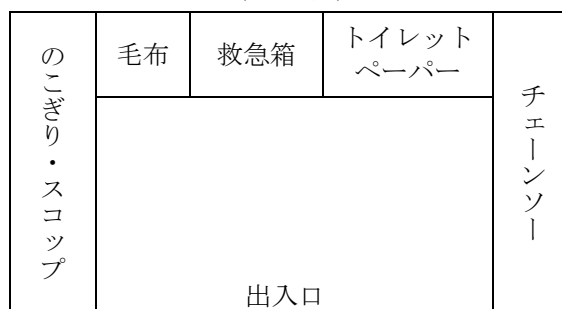 のこぎり・スコップ
毛布
救急箱
トイレット
ペーパー
チェーンソー
出入口